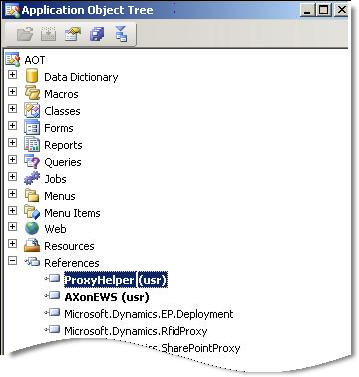 Application Object Tree
AOT
Data Dictionary
Macros
Classes
Forms
Reports
Queries
Jobs
Menus
Menu Items
Web
Resources
References
ProxyHelper (usr)
AXonEWS (usr)
Microsoft.Dynamics.EP.Deployment
Microsoft.Dynamics.RfidProxy
cs.SharePointProxy